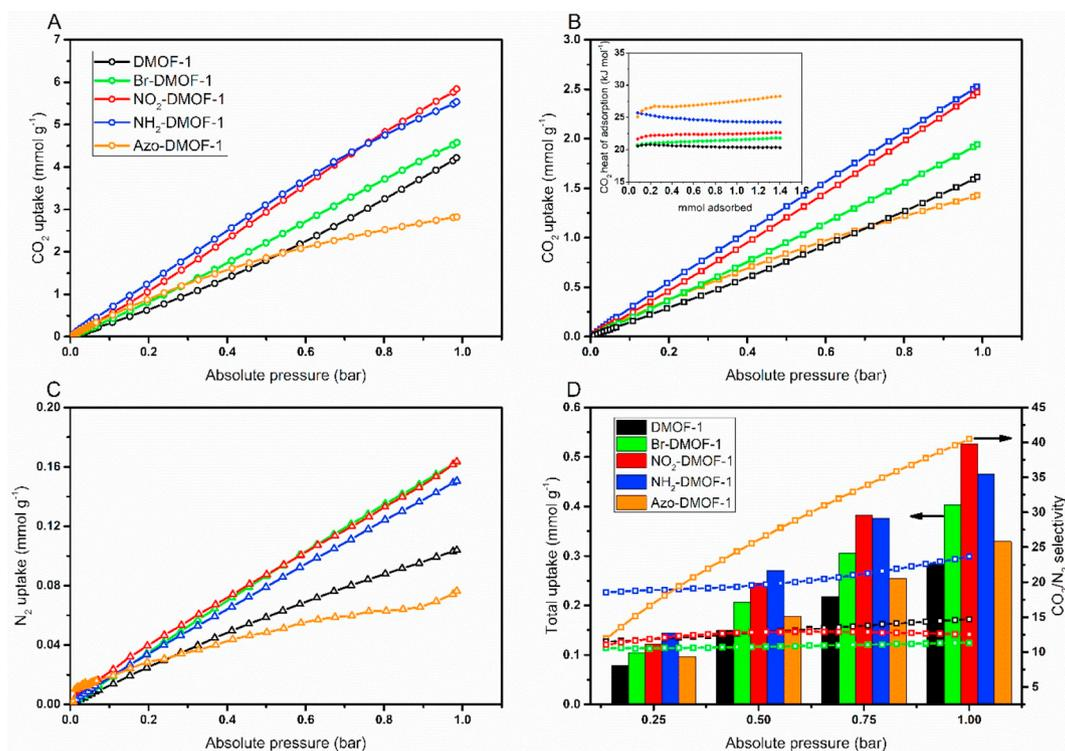 A
CO₂ uptake (mmol g⁻¹)
7
6
5
4
3
2
1
0
DMOF-1
Br-DMOF-1
NO₂-DMOF-1
NH₂-DMOF-1
Azo-DMOF-1
0.0 0.2 0.4 0.6 0.8 1.0
Absolute pressure (bar)
B
CO₂ uptake (mmol g⁻¹)
3.0
2.5
2.0
1.5
1.0
0.5
0.0
CO₂ heat of adsorption (kJ mol⁻¹)
35
30
25
20
15
0.0 0.2 0.4 0.6 0.8 1.0 1.2 1.4 1.6
mmol adsorbed
0.0 0.2 0.4 0.6 0.8 1.0
Absolute pressure (bar)
C
N₂ uptake (mmol g⁻¹)
0.20
0.16
0.12
0.08
0.04
0.00
0.0 0.2 0.4 0.6 0.8 1.0
Absolute pressure (bar)
D
Total uptake (mmol g⁻¹)
0.6
0.5
0.4
0.3
0.2
0.1
0.0
DMOF-1
Br-DMOF-1
NO₂-DMOF-1
NH₂-DMOF-1
Azo-DMOF-1
45
40
35
30
25
20
15
10
5
CO₂/N₂ selectivity
0.25 0.50 0.75 1.00
Absolute pressure (bar)